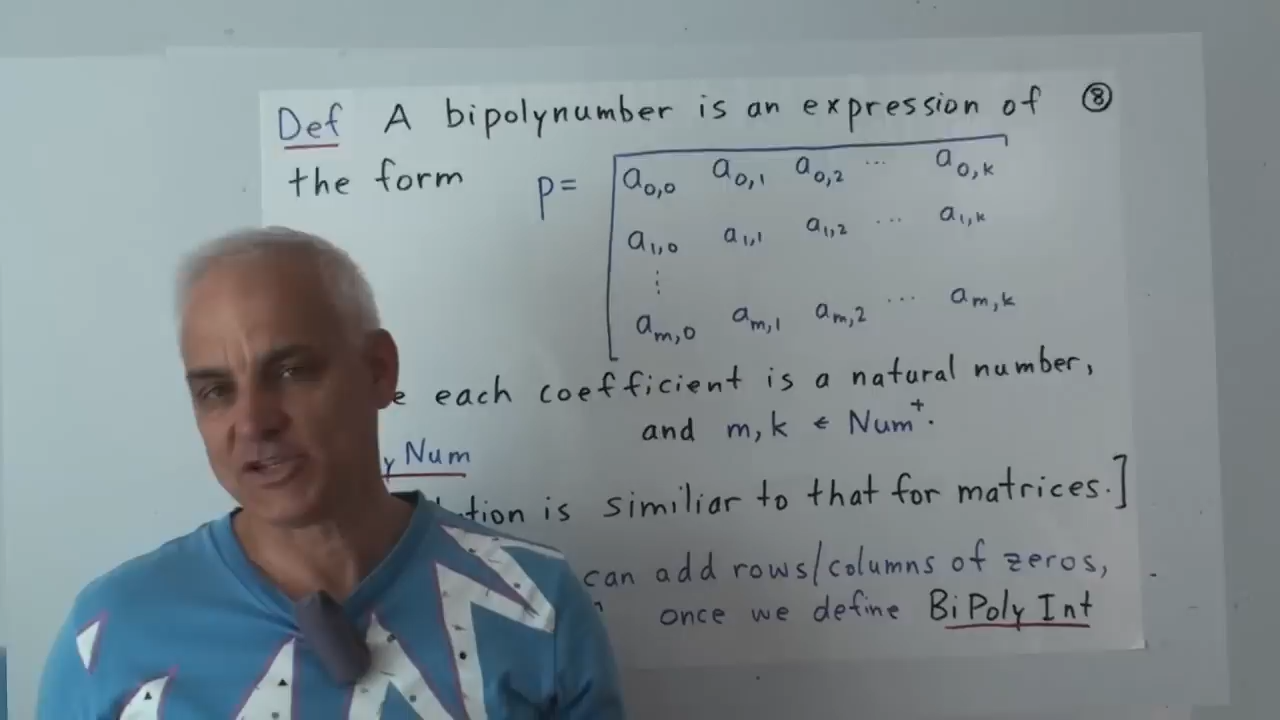 Def A bipolynumber is an expression of ⑧
the form p= a0,0 a0,1 a0,2 ... a0,k
a1,0 a1,1 a1,2 ... a1,k
⋮
am,0 am,1 am,2 ... am,k
each coefficient is a natural number,
and m, k ∈ Num⁺.
y Num
tion is similiar to that for matrices.]
can add rows/columns of zeros,
once we define BiPoly Int